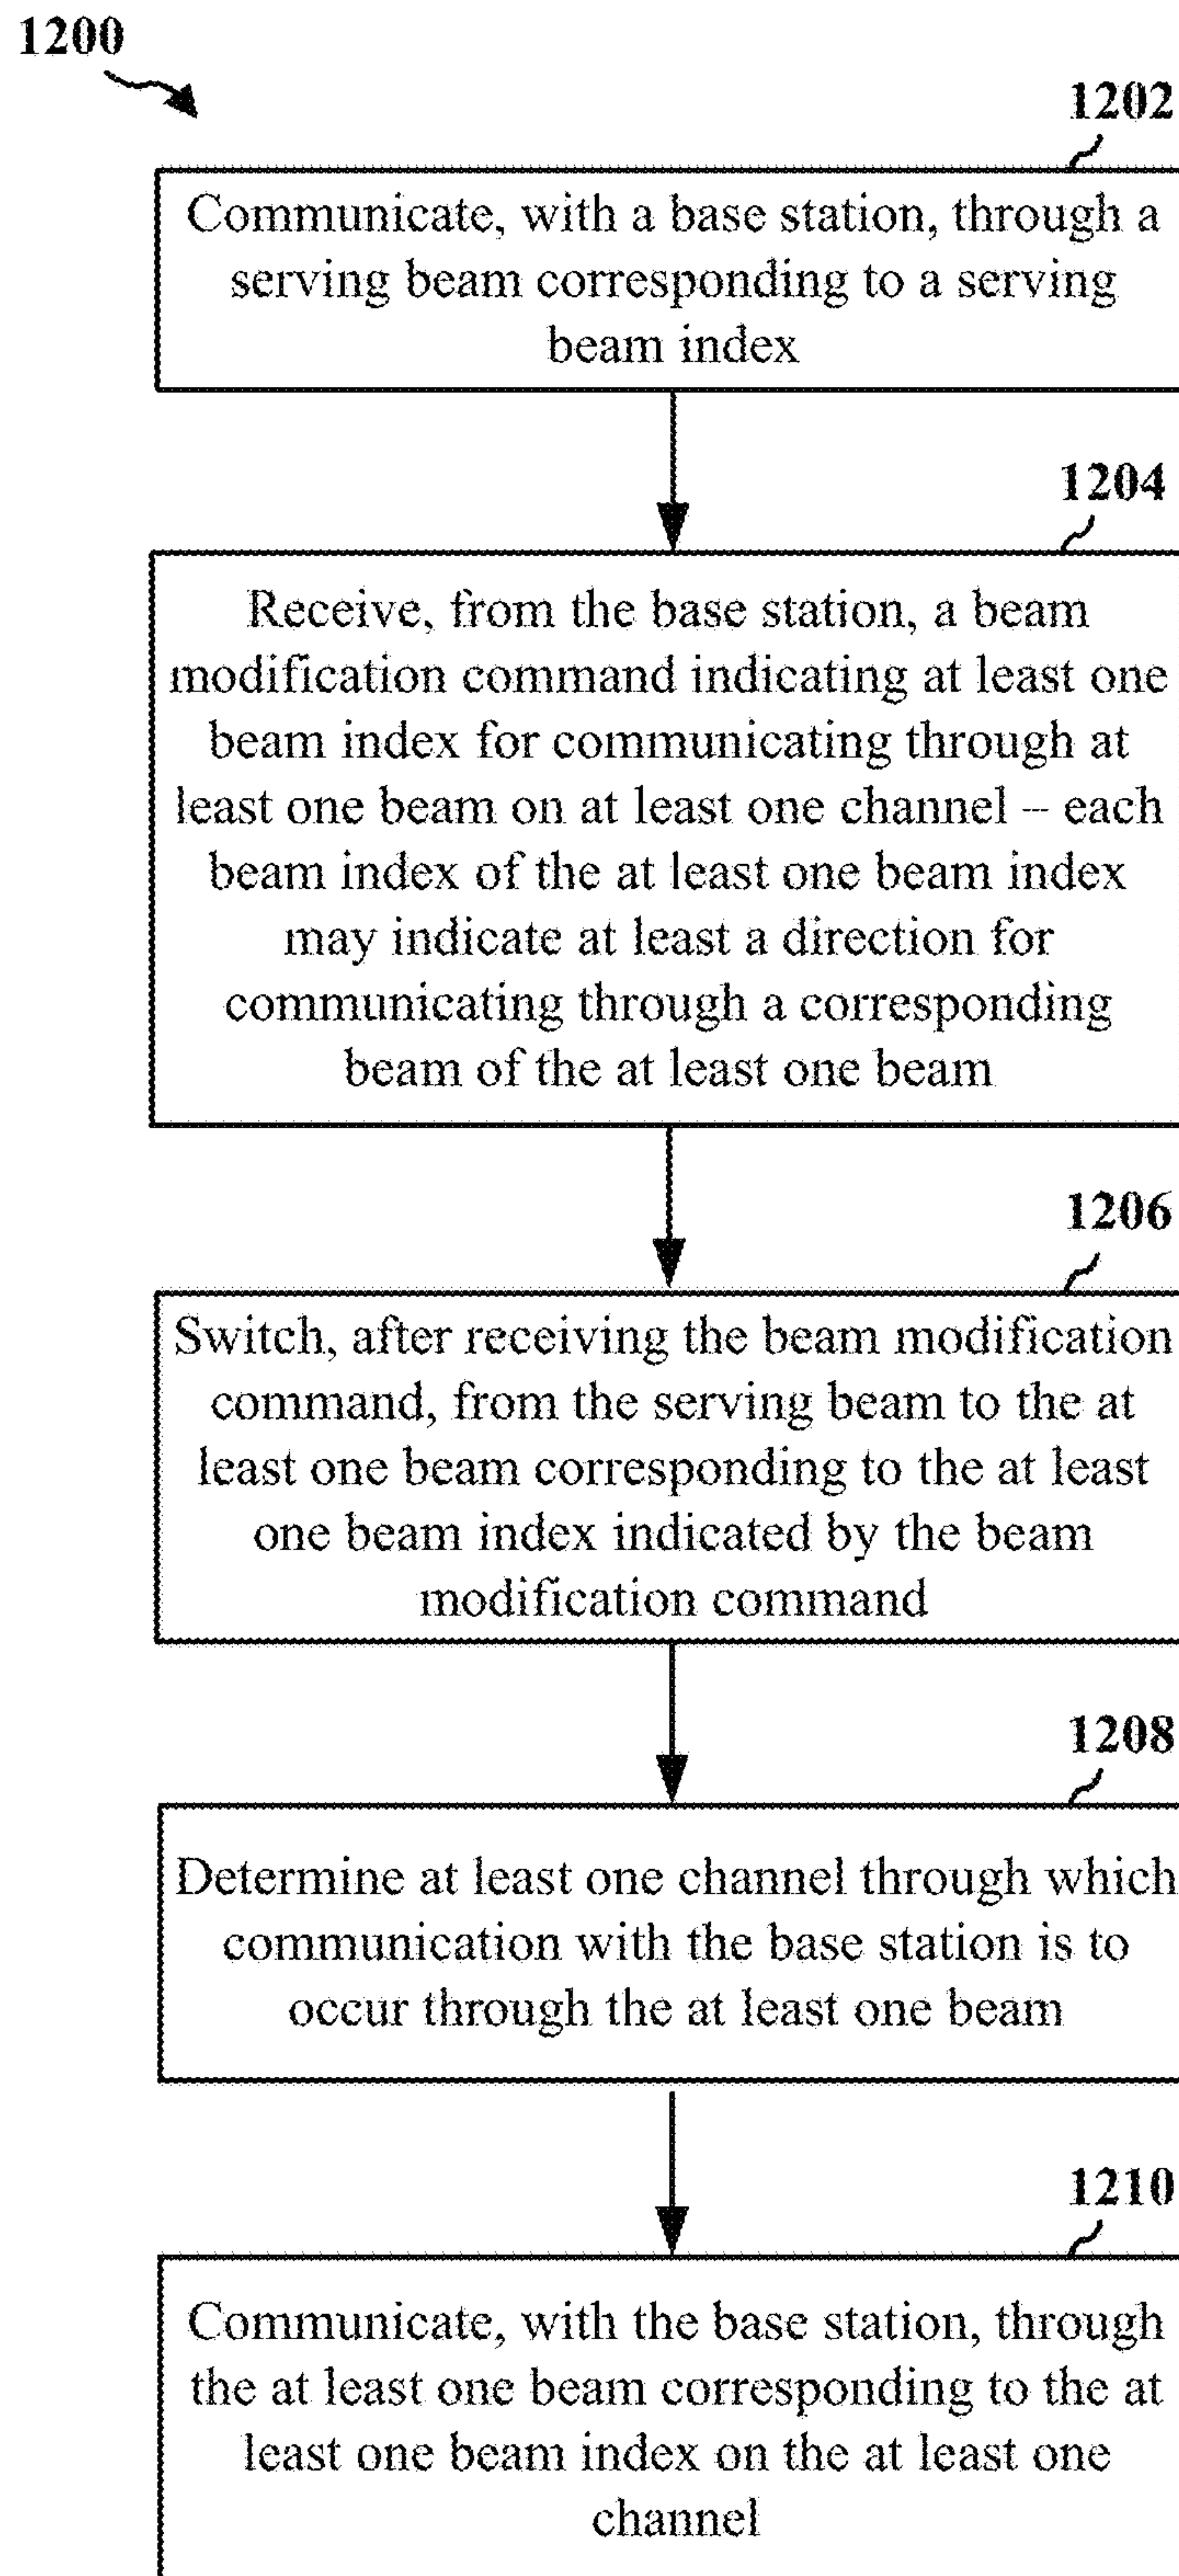 1200
1202
Communicate, with a base station, through a
serving beam corresponding to a serving
beam index
1204
Receive, from the base station, a beam
modification command indicating at least one
beam index for communicating through at
least one beam on at least one channel -- each
beam index of the at least one beam index
may indicate at least a direction for
communicating through a corresponding
beam of the at least one beam
1206
Switch, after receiving the beam modification
command, from the serving beam to the at
least one beam corresponding to the at least
one beam index indicated by the beam
modification command
1208
Determine at least one channel through which
communication with the base station is to
occur through the at least one beam
1210
Communicate, with the base station, through
the at least one beam corresponding to the at
least one beam index on the at least one
channel